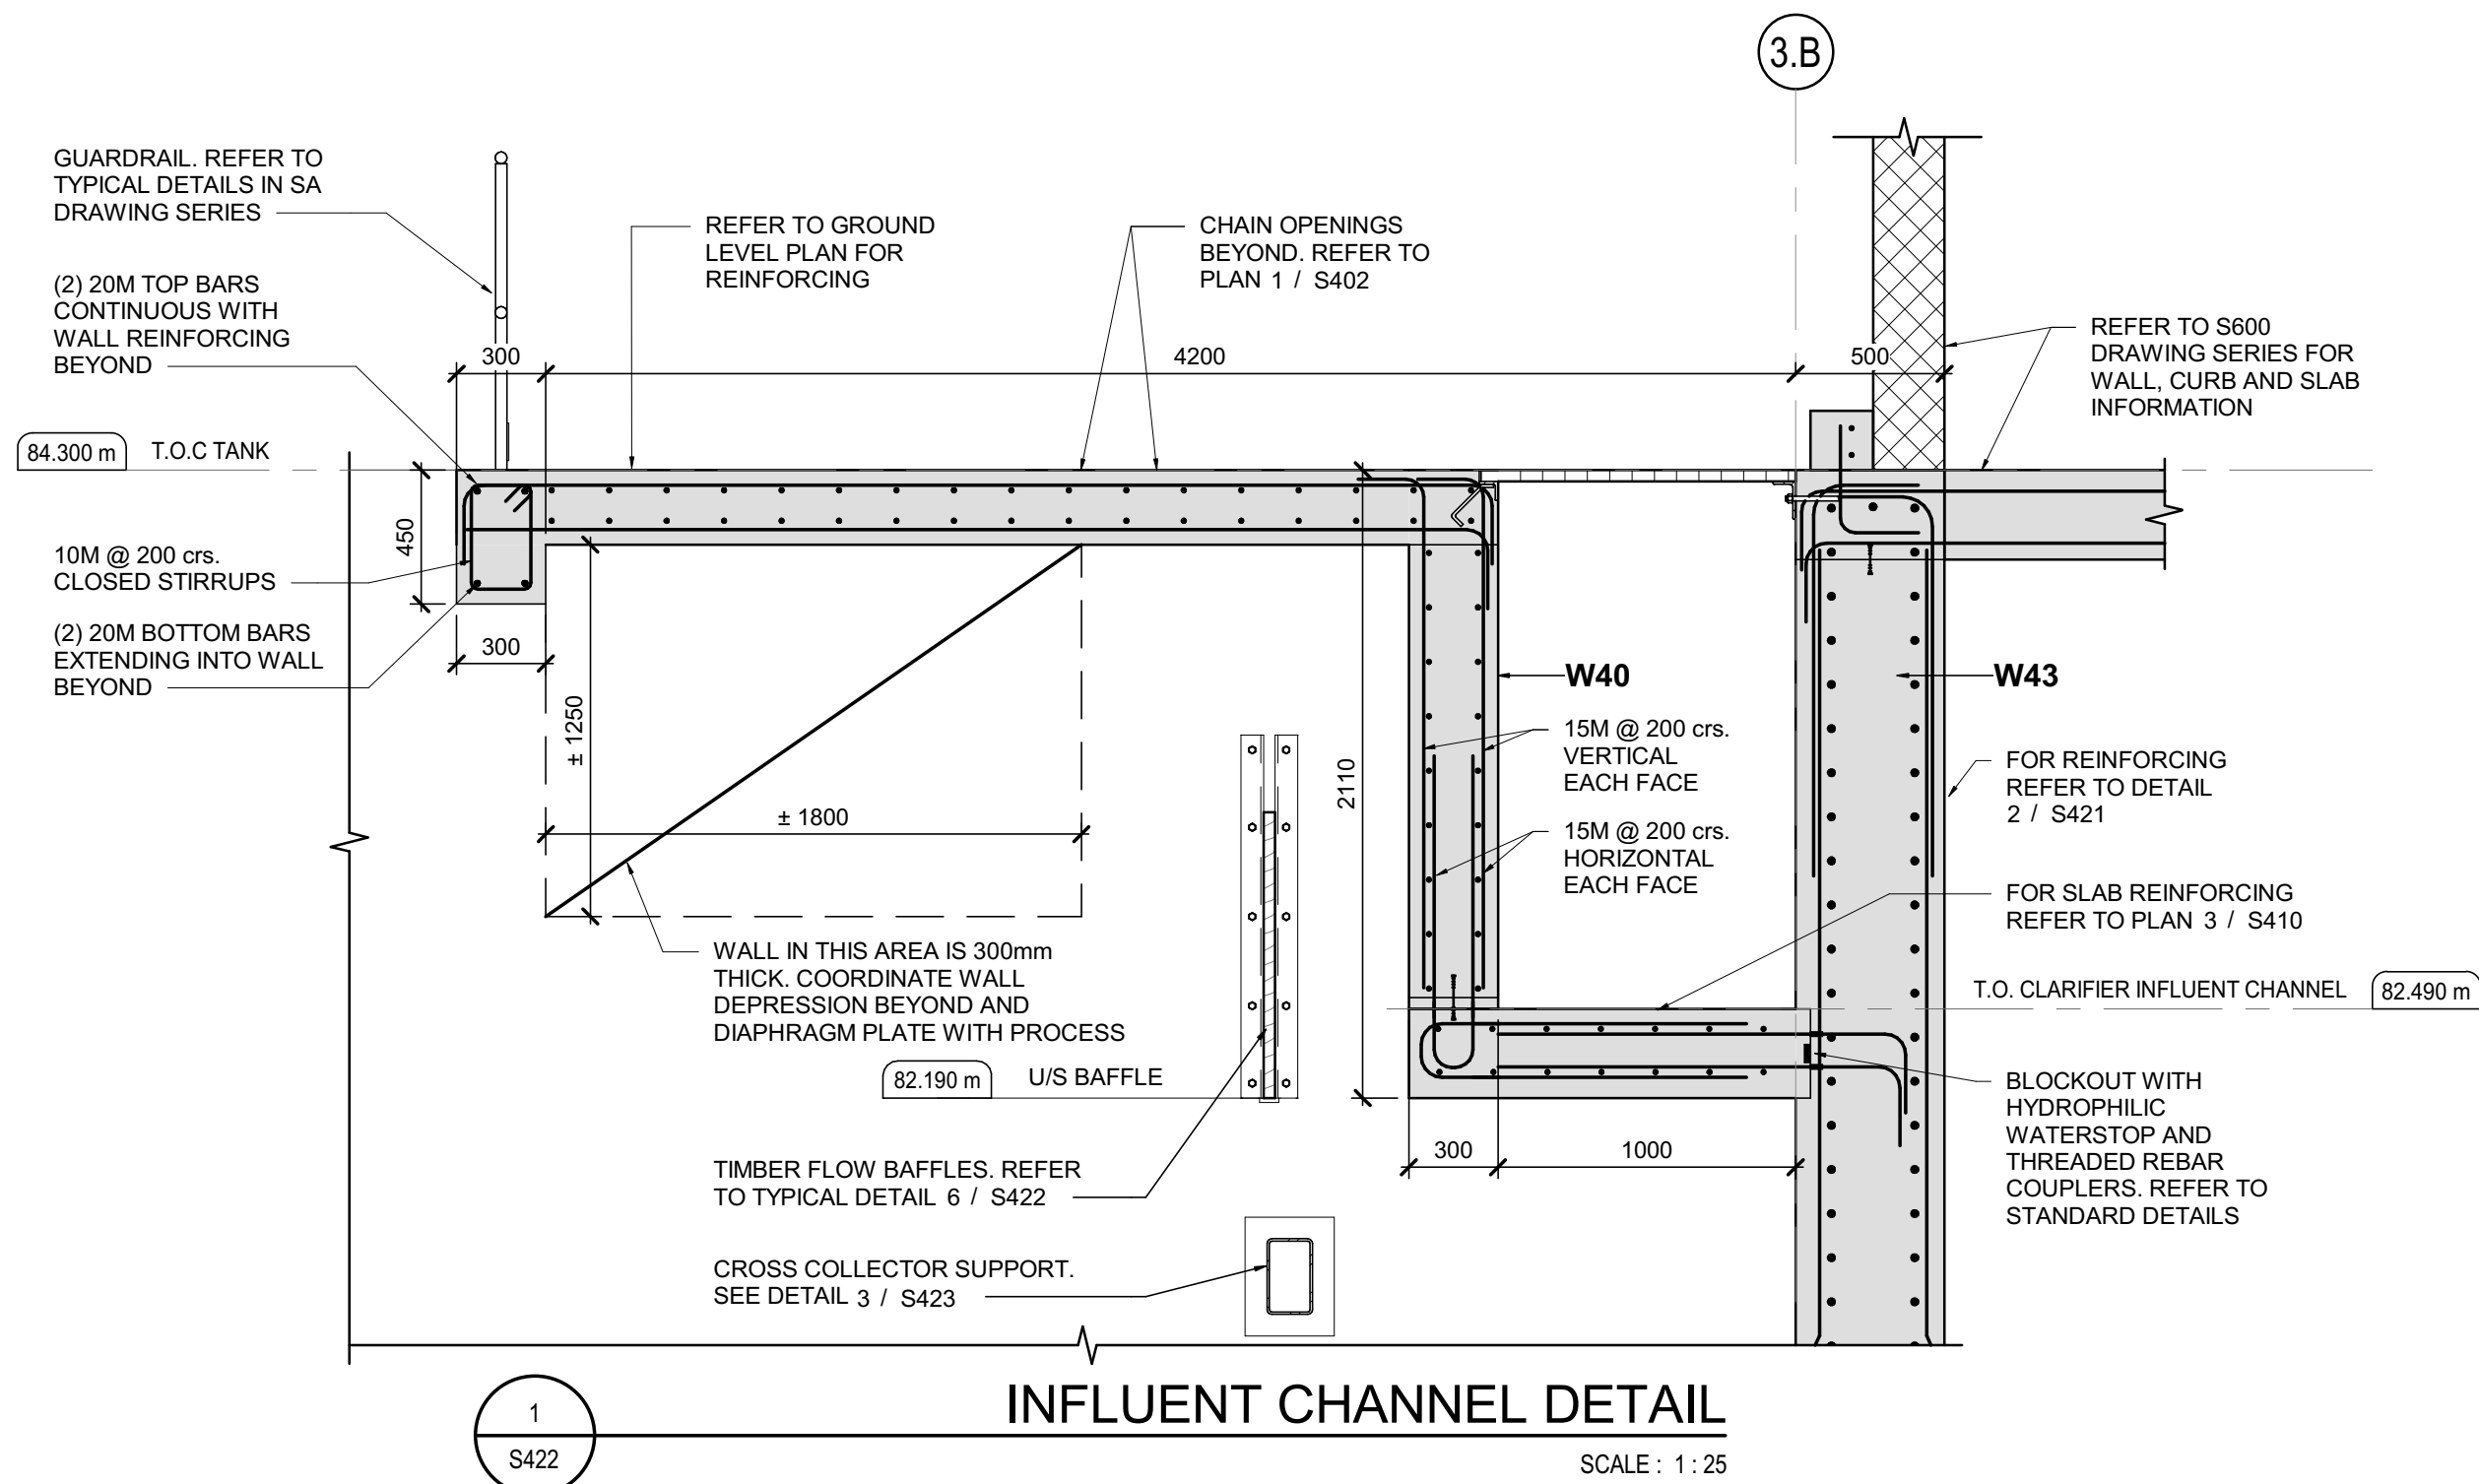 3.B
GUARDRAIL. REFER TO
TYPICAL DETAILS IN SA
DRAWING SERIES
(2) 20M TOP BARS
CONTINUOUS WITH
WALL REINFORCING
BEYOND
REFER TO GROUND
LEVEL PLAN FOR
REINFORCING
CHAIN OPENINGS
BEYOND. REFER TO
PLAN 1 / S402
REFER TO S600
DRAWING SERIES FOR
WALL, CURB AND SLAB
INFORMATION
300
4200
500
84.300 m
T.O.C TANK
450
10M @ 200 crs.
CLOSED STIRRUPS
(2) 20M BOTTOM BARS
EXTENDING INTO WALL
BEYOND
300
± 1250
± 1800
2110
W40
W43
15M @ 200 crs.
VERTICAL
EACH FACE
15M @ 200 crs.
HORIZONTAL
EACH FACE
FOR REINFORCING
REFER TO DETAIL
2 / S421
FOR SLAB REINFORCING
REFER TO PLAN 3 / S410
T.O. CLARIFIER INFLUENT CHANNEL
82.490 m
WALL IN THIS AREA IS 300mm
THICK. COORDINATE WALL
DEPRESSION BEYOND AND
DIAPHRAGM PLATE WITH PROCESS
82.190 m
U/S BAFFLE
BLOCKOUT WITH
HYDROPHILIC
WATERSTOP AND
THREADED REBAR
COUPLERS. REFER TO
STANDARD DETAILS
300
1000
TIMBER FLOW BAFFLES. REFER
TO TYPICAL DETAIL 6 / S422
CROSS COLLECTOR SUPPORT.
SEE DETAIL 3 / S423
1
S422
INFLUENT CHANNEL DETAIL
SCALE : 1 : 25